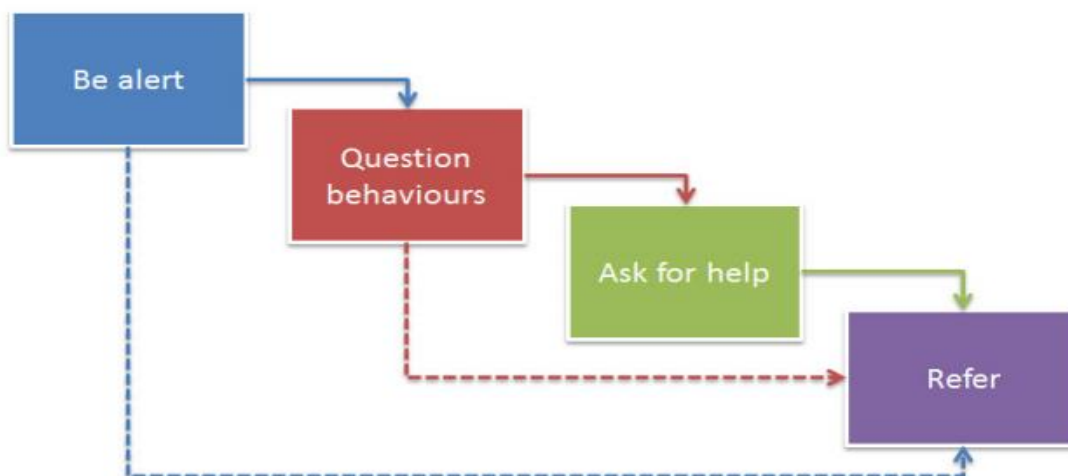 Be alert
Question
behaviours
Ask for help
Refer